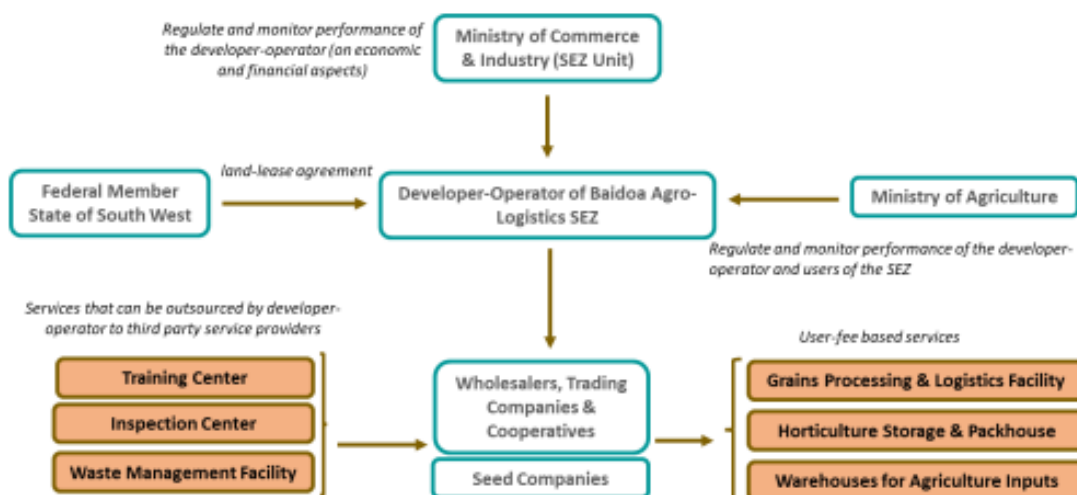 Regulate and monitor performance of
the developer-operator (on economic
and financial aspects)
Ministry of Commerce
& Industry (SEZ Unit)
land-lease agreement
Federal Member
State of South West
Developer-Operator of Baidoa Agro-
Logistics SEZ
Ministry of Agriculture
Regulate and monitor performance of the developer-
operator and users of the SEZ
Services that can be outsourced by developer-
operator to third party service providers
Training Center
Inspection Center
Waste Management Facility
Wholesalers, Trading
Companies &
Cooperatives
Seed Companies
User-fee based services
Grains Processing & Logistics Facility
Horticulture Storage & Packhouse
Warehouses for Agriculture Inputs